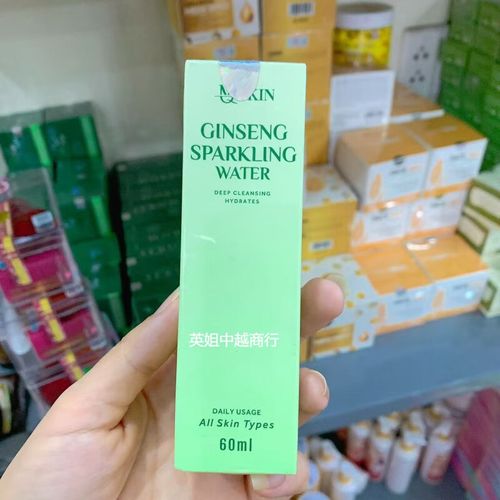 GINSENG
SPARKLING
WATER
DEEP CLEANSING
HYDRATES
英姐中越商行
DAILY USAGE
All Skin Types
60ml